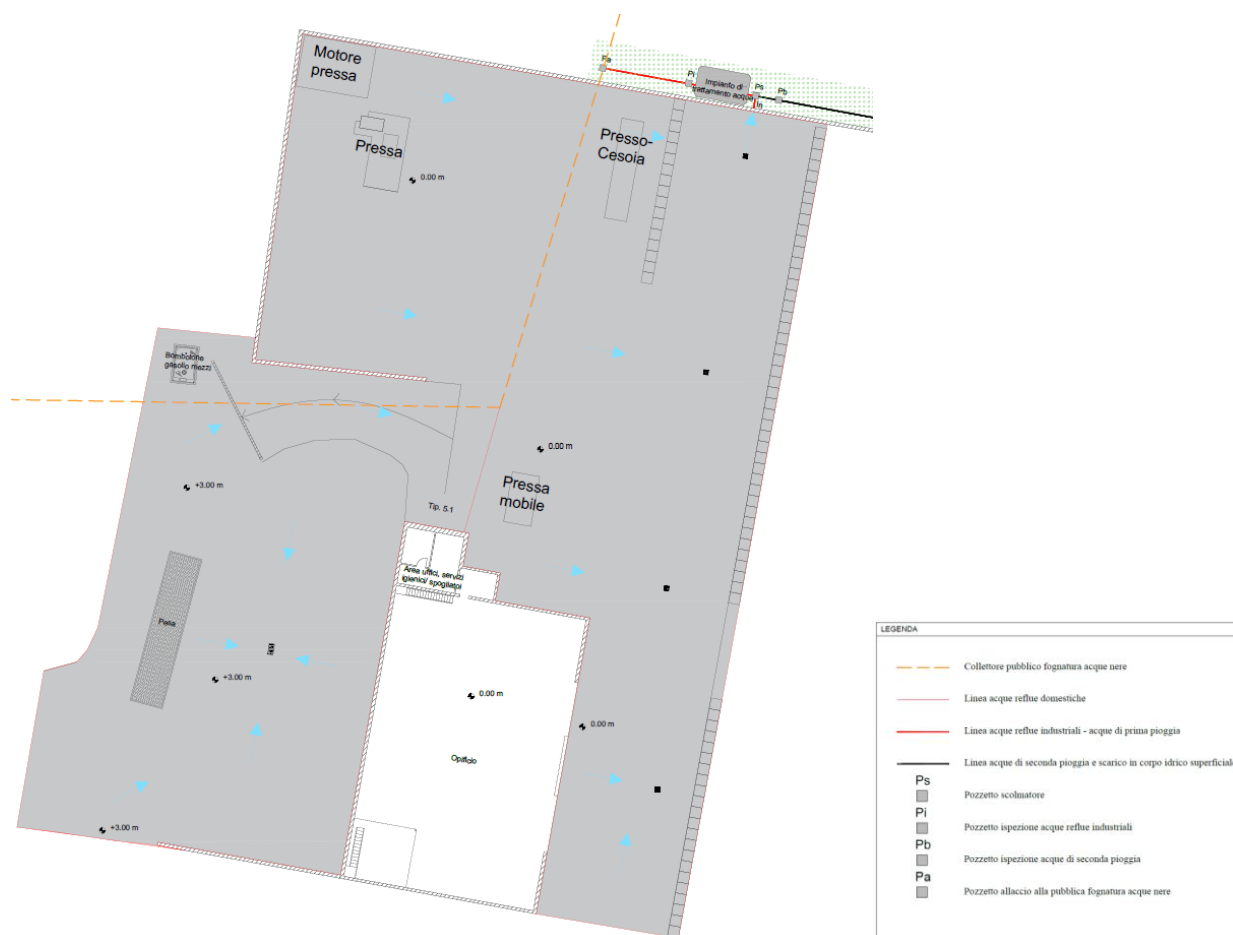 Motore
pressa
Pa
Pi
Impianto di
trattamento acque
Ps
Pb
In
Pressa
Presso-
Cesoia
0.00 m
Bombolone
gasolio mezzi
0.00 m
+3.00 m
Pressa
mobile
Tip. 5.1
Area uffici, servizi
igienici/ spogliatoi
Pesa
+3.00 m
0.00 m
0.00 m
Opificio
+3.00 m
LEGENDA
Collettore pubblico fognatura acque nere
Linea acque reflue domestiche
Linea acque reflue industriali - acque di prima pioggia
Linea acque di seconda pioggia e scarico in corpo idrico superficiale
Ps
Pozzetto scolmatore
Pi
Pozzetto ispezione acque reflue industriali
Pb
Pozzetto ispezione acque di seconda pioggia
Pa
Pozzetto allaccio alla pubblica fognatura acque nere